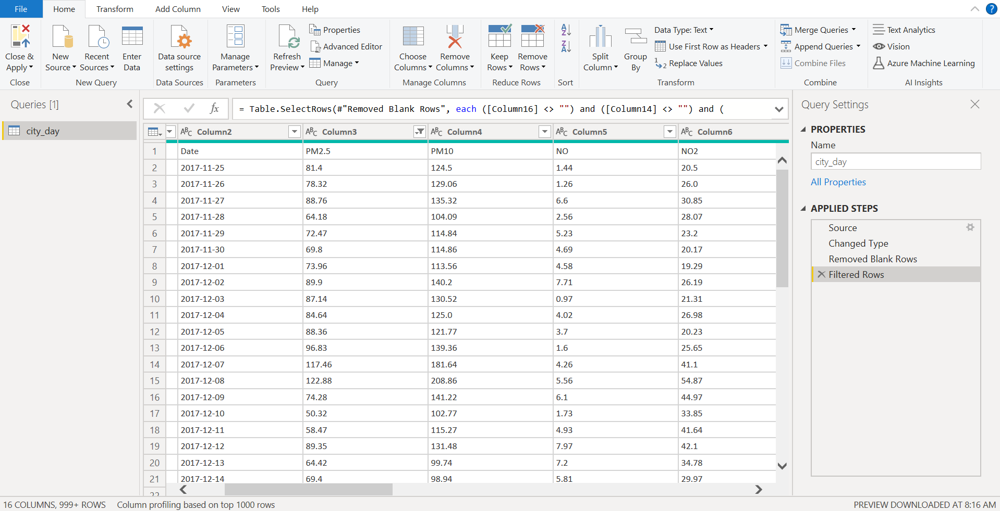 File Home Transform Add Column View Tools Help ?
Close & Apply
New Source
Recent Sources
Enter Data
Data source settings
Manage Parameters
Refresh Preview
Properties
Advanced Editor
Manage
Choose Columns
Remove Columns
Keep Rows
Remove Rows
A Z
Z A
Split Column
Group By
Data Type: Text
Use First Row as Headers
1 2 Replace Values
Merge Queries
Append Queries
Combine Files
Text Analytics
Vision
Azure Machine Learning
Close New Query Data Sources Parameters Query Manage Columns Reduce Rows Sort Transform Combine AI Insights
Queries [1]
city_day
fx = Table.SelectRows(#"Removed Blank Rows", each ([Column16] <> "") and ([Column14] <> "") and (
ABC Column2 ABC Column3 ABC Column4 ABC Column5 ABC Column6
1 Date PM2.5 PM10 NO NO2
2 2017-11-25 81.4 124.5 1.44 20.5
3 2017-11-26 78.32 129.06 1.26 26.0
4 2017-11-27 88.76 135.32 6.6 30.85
5 2017-11-28 64.18 104.09 2.56 28.07
6 2017-11-29 72.47 114.84 5.23 23.2
7 2017-11-30 69.8 114.86 4.69 20.17
8 2017-12-01 73.96 113.56 4.58 19.29
9 2017-12-02 89.9 140.2 7.71 26.19
10 2017-12-03 87.14 130.52 0.97 21.31
11 2017-12-04 84.64 125.0 4.02 26.98
12 2017-12-05 88.36 121.77 3.7 20.23
13 2017-12-06 96.83 139.36 1.6 25.65
14 2017-12-07 117.46 181.64 4.26 41.1
15 2017-12-08 122.88 208.86 5.56 54.87
16 2017-12-09 74.28 141.22 6.1 44.97
17 2017-12-10 50.32 102.77 1.73 33.85
18 2017-12-11 58.47 115.27 4.93 41.64
19 2017-12-12 89.35 131.48 7.97 42.1
20 2017-12-13 64.42 99.74 7.2 34.78
21 2017-12-14 69.4 98.94 5.81 29.97
22
Query Settings
PROPERTIES
Name
city_day
All Properties
APPLIED STEPS
Source
Changed Type
Removed Blank Rows
Filtered Rows
16 COLUMNS, 999+ ROWS Column profiling based on top 1000 rows PREVIEW DOWNLOADED AT 8:16 AM